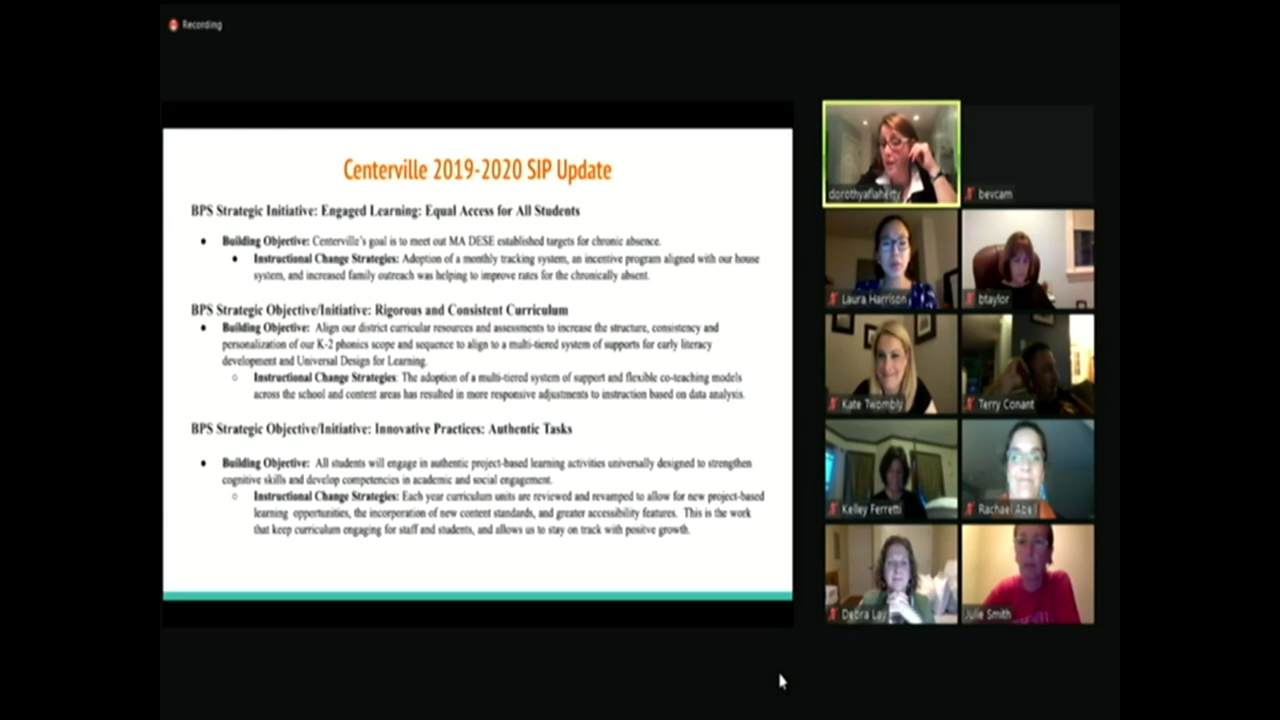 Recording
Centerville 2019-2020 SIP Update
BPS Strategic Initiative: Engaged Learning: Equal Access for All Students
● Building Objective: Centerville's goal is to meet out MA DESE established targets for chronic absence.
● Instructional Change Strategies: Adoption of a monthly tracking system, an incentive program aligned with our house
system, and increased family outreach was helping to improve rates for the chronically absent.
BPS Strategic Objective/Initiative: Rigorous and Consistent Curriculum
● Building Objective: Align our district curricular resources and assessments to increase the structure, consistency and
personalization of our K-2 phonics scope and sequence to align to a multi-tiered system of supports for early literacy
development and Universal Design for Learning.
○ Instructional Change Strategies: The adoption of a multi-tiered system of support and flexible co-teaching models
across the school and content areas has resulted in more responsive adjustments to instruction based on data analysis.
BPS Strategic Objective/Initiative: Innovative Practices: Authentic Tasks
● Building Objective: All students will engage in authentic project-based learning activities universally designed to strengthen
cognitive skills and develop competencies in academic and social engagement.
○ Instructional Change Strategies: Each year curriculum units are reviewed and revamped to allow for new project-based
learning opportunities, the incorporation of new content standards, and greater accessibility features. This is the work
that keep curriculum engaging for staff and students, and allows us to stay on track with positve growth.
dorothyaflaherty
bevcam
Laura Harrison
btaylor
Kate Twombly
Terry Conant
Kelley Ferretti
Rachael Abell
Debra Lay
Julie Smith